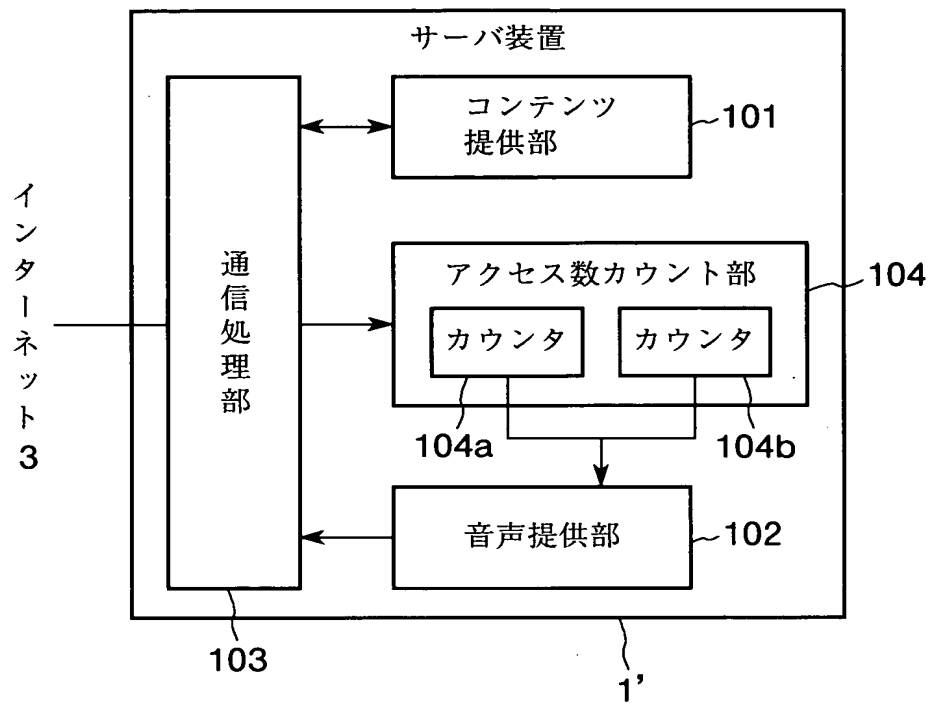 サーバ装置
コンテンツ
提供部
101
インターネット3
通信処理部
アクセス数カウント部
104
カウンタ
カウンタ
104a
104b
音声提供部
102
103
1'